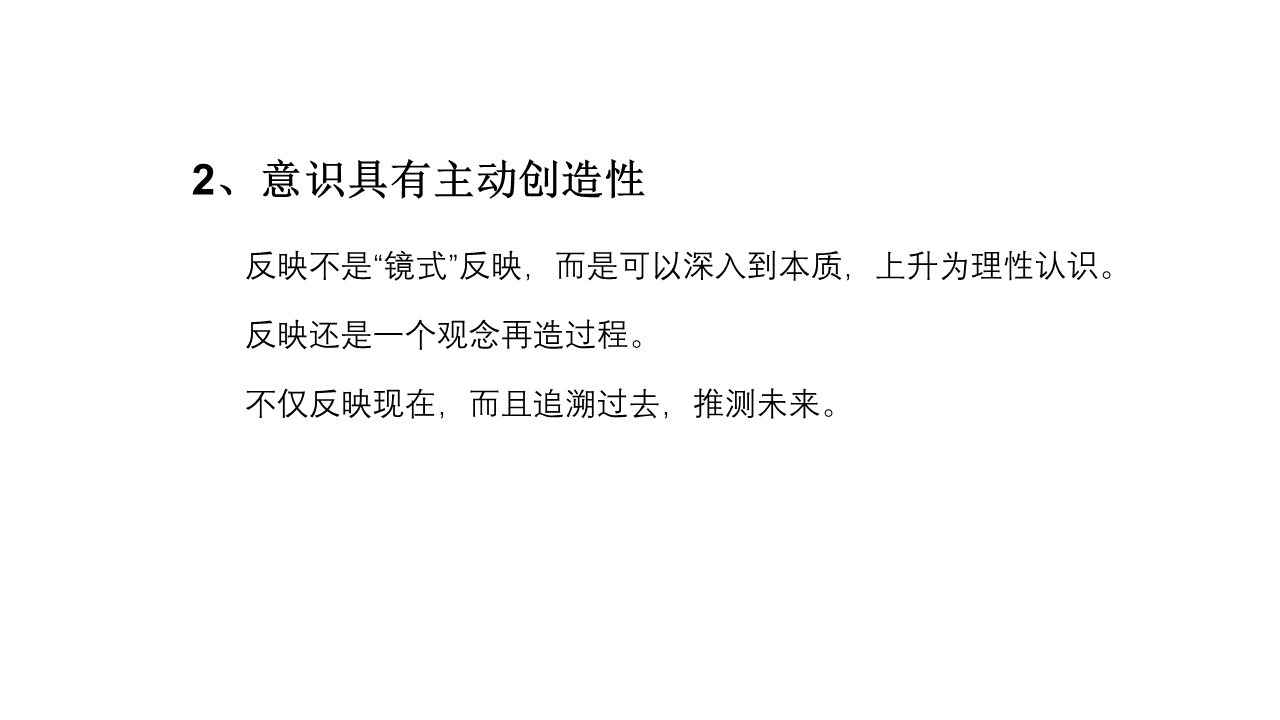 2、意识具有主动创造性
反映不是“镜式”反映，而是可以深入到本质，上升为理性认识。
反映还是一个观念再造过程。
不仅反映现在，而且追溯过去，推测未来。